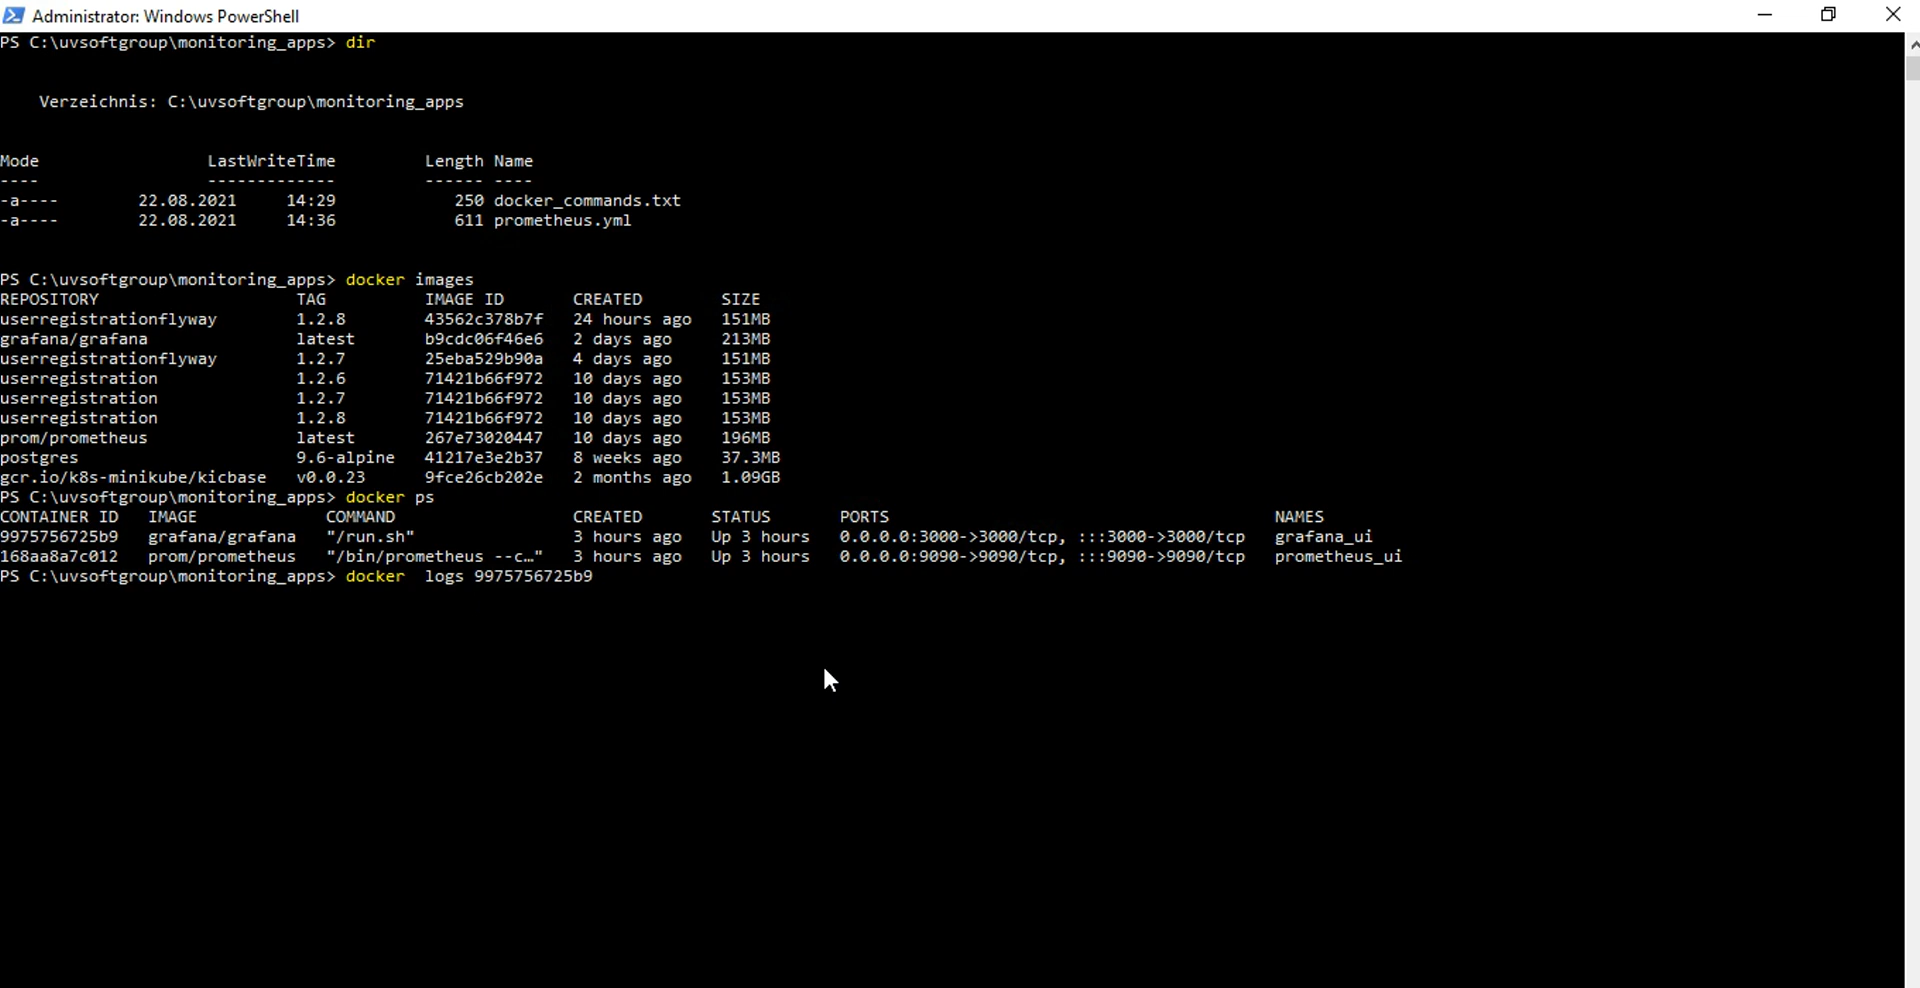 Administrator: Windows PowerShell
PS C:\uvsoftgroup\monitoring_apps> dir
Verzeichnis: C:\uvsoftgroup\monitoring_apps
Mode LastWriteTime Length Name
---- ------------- ------ ----
-a---- 22.08.2021 14:29 250 docker_commands.txt
-a---- 22.08.2021 14:36 611 prometheus.yml
PS C:\uvsoftgroup\monitoring_apps> docker images
REPOSITORY TAG IMAGE ID CREATED SIZE
userregistrationflyway 1.2.8 43562c378b7f 24 hours ago 151MB
grafana/grafana latest b9cdc06f46e6 2 days ago 213MB
userregistrationflyway 1.2.7 25eba529b90a 4 days ago 151MB
userregistration 1.2.6 71421b66f972 10 days ago 153MB
userregistration 1.2.7 71421b66f972 10 days ago 153MB
userregistration 1.2.8 71421b66f972 10 days ago 153MB
prom/prometheus latest 267e73020447 10 days ago 196MB
postgres 9.6-alpine 41217e3e2b37 8 weeks ago 37.3MB
gcr.io/k8s-minikube/kicbase v0.0.23 9fce26cb202e 2 months ago 1.09GB
PS C:\uvsoftgroup\monitoring_apps> docker ps
CONTAINER ID IMAGE COMMAND CREATED STATUS PORTS NAMES
9975756725b9 grafana/grafana "/run.sh" 3 hours ago Up 3 hours 0.0.0.0:3000->3000/tcp, :::3000->3000/tcp grafana_ui
168aa8a7c012 prom/prometheus "/bin/prometheus --c…" 3 hours ago Up 3 hours 0.0.0.0:9090->9090/tcp, :::9090->9090/tcp prometheus_ui
PS C:\uvsoftgroup\monitoring_apps> docker  logs 9975756725b9